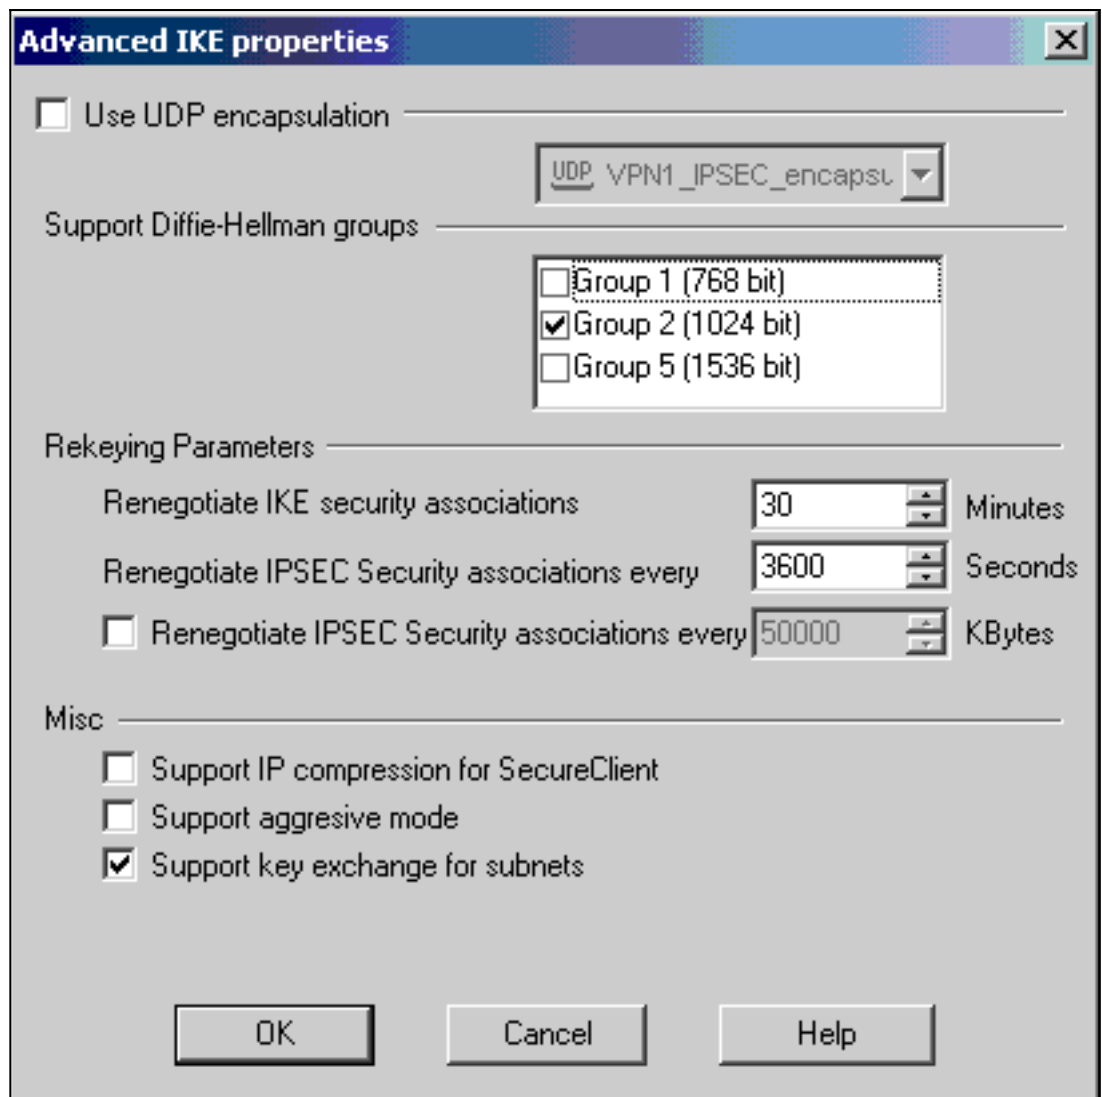 Advanced IKE properties
Use UDP encapsulation
UDP VPN1_IPSEC_encapsu
Support Diffie-Hellman groups
Group 1 (768 bit)
Group 2 (1024 bit)
Group 5 (1536 bit)
Rekeying Parameters
Renegotiate IKE security associations 30 Minutes
Renegotiate IPSEC Security associations every 3600 Seconds
Renegotiate IPSEC Security associations every 50000 KBytes
Misc
Support IP compression for SecureClient
Support aggresive mode
Support key exchange for subnets
OK Cancel Help